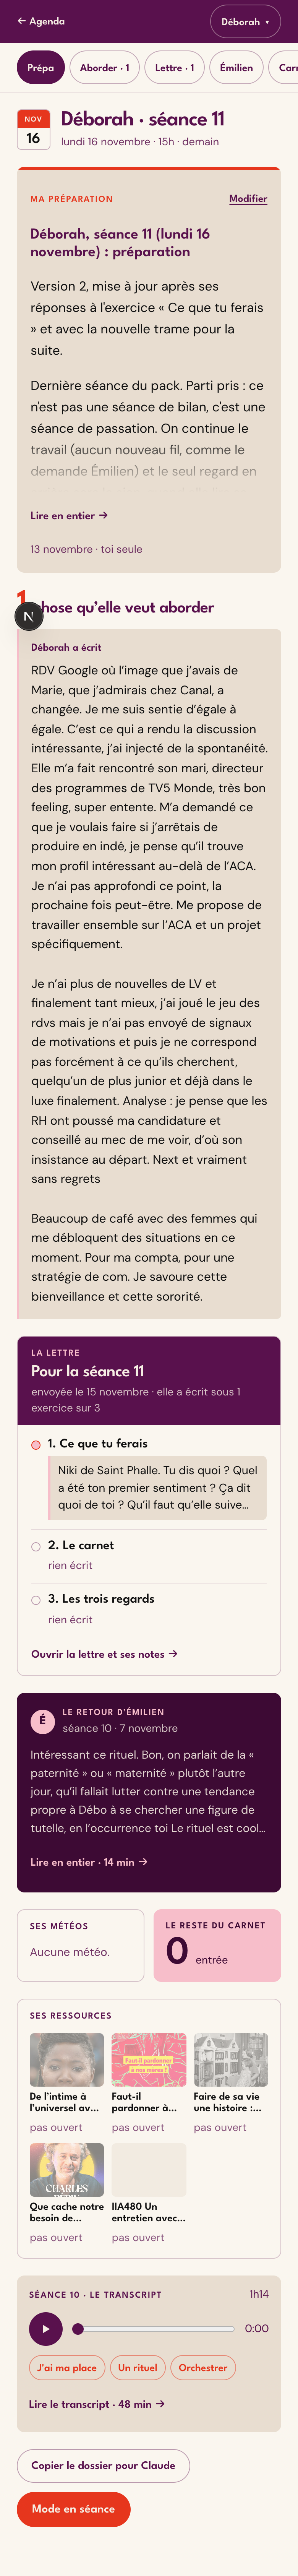 ← Agenda
Déborah ▾
Prépa
Aborder · 1
Lettre · 1
Émilien
Carn
NOV
16
Déborah · séance 11
lundi 16 novembre · 15h · demain
MA PRÉPARATION
Modifier
Déborah, séance 11 (lundi 16
novembre) : préparation
Version 2, mise à jour après ses
réponses à l'exercice « Ce que tu ferais
» et avec la nouvelle trame pour la
suite.
Dernière séance du pack. Parti pris : ce
n'est pas une séance de bilan, c'est une
séance de passation. On continue le
travail (aucun nouveau fil, comme le
demande Émilien) et le seul regard en
Lire en entier →
13 novembre · toi seule
1
hose qu'elle veut aborder
N
Déborah a écrit
RDV Google où l'image que j'avais de
Marie, que j'admirais chez Canal, a
changée. Je me suis sentie d'égale à
égale. C'est ce qui a rendu la discussion
intéressante, j'ai injecté de la spontanéité.
Elle m'a fait rencontré son mari, directeur
des programmes de TV5 Monde, très bon
feeling, super entente. M'a demandé ce
que je voulais faire si j'arrêtais de
produire en indé, je pense qu'il trouve
mon profil intéressant au-delà de l'ACA.
Je n'ai pas approfondi ce point, la
prochaine fois peut-être. Me propose de
travailler ensemble sur l'ACA et un projet
spécifiquement.
Je n'ai plus de nouvelles de LV et
finalement tant mieux, j'ai joué le jeu des
rdvs mais je n'ai pas envoyé de signaux
de motivations et puis je ne correspond
pas forcément à ce qu'ils cherchent,
quelqu'un de plus junior et déjà dans le
luxe finalement. Analyse : je pense que les
RH ont poussé ma candidature et
conseillé au mec de me voir, d'où son
insistance au départ. Next et vraiment
sans regrets
Beaucoup de café avec des femmes qui
me débloquent des situations en ce
moment. Pour ma compta, pour une
stratégie de com. Je savoure cette
bienveillance et cette sororité.
LA LETTRE
Pour la séance 11
envoyée le 15 novembre · elle a écrit sous 1
exercice sur 3
1. Ce que tu ferais
Niki de Saint Phalle. Tu dis quoi ? Quel
a été ton premier sentiment ? Ça dit
quoi de toi ? Qu'il faut qu'elle suive…
2. Le carnet
rien écrit
3. Les trois regards
rien écrit
Ouvrir la lettre et ses notes →
É
LE RETOUR D'ÉMILIEN
séance 10 · 7 novembre
Intéressant ce rituel. Bon, on parlait de la «
paternité » ou « maternité » plutôt l'autre
jour, qu'il fallait lutter contre une tendance
propre à Débo à se chercher une figure de
tutelle, en l'occurrence toi Le rituel est cool…
Lire en entier · 14 min →
SES MÉTÉOS
Aucune météo.
LE RESTE DU CARNET
0 entrée
SES RESSOURCES
Faut-il pardonner
à nos mères ?
De l'intime à
l'universel av…
pas ouvert
Faut-il
pardonner à…
pas ouvert
Faire de sa vie
une histoire :…
pas ouvert
CHARLES
Que cache notre
besoin de…
pas ouvert
IIA480 Un
entretien avec…
pas ouvert
SÉANCE 10 · LE TRANSCRIPT
1h14
0:00
J'ai ma place
Un rituel
Orchestrer
Lire le transcript · 48 min →
Copier le dossier pour Claude
Mode en séance